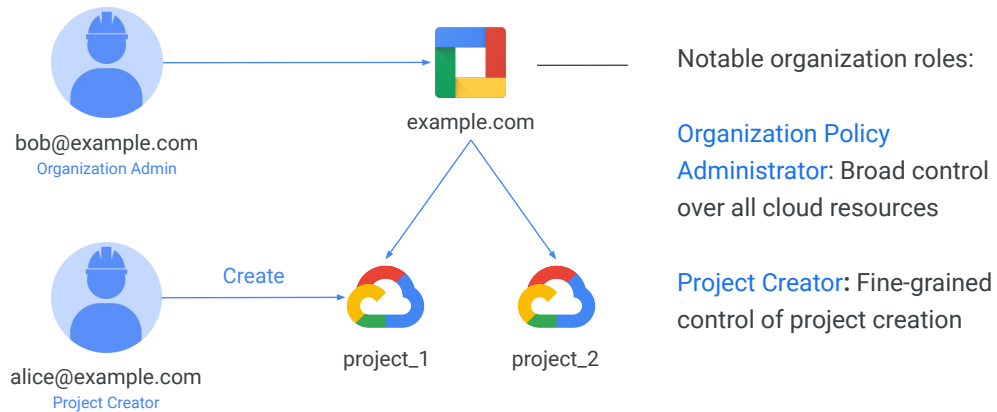 bob@example.com
Organization Admin
example.com
Notable organization roles:
Organization Policy
Administrator: Broad control
over all cloud resources
alice@example.com
Project Creator
Create
project_1
project_2
Project Creator: Fine-grained
control of project creation